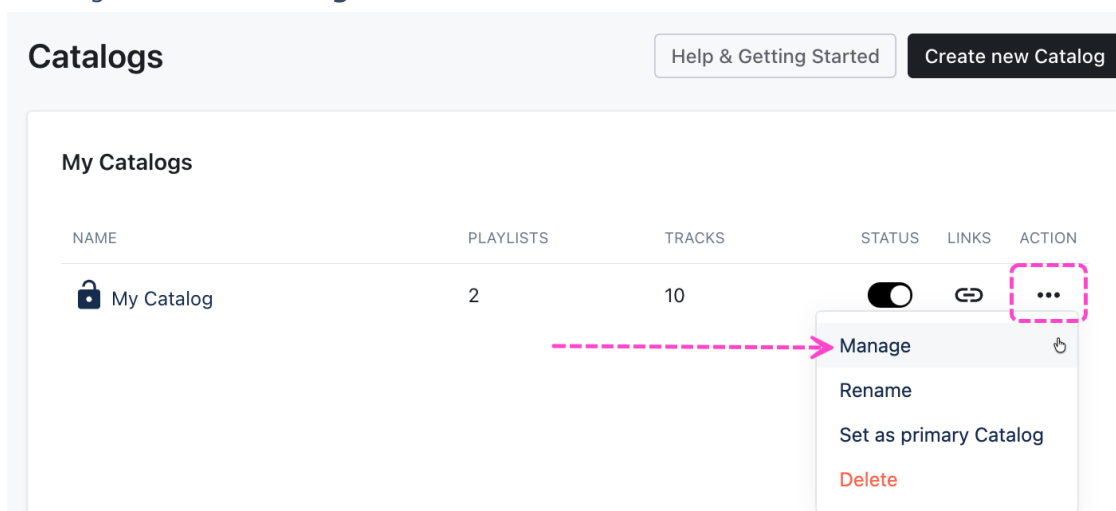 Catalogs
Help & Getting Started
Create new Catalog
My Catalogs
NAME PLAYLISTS TRACKS STATUS LINKS ACTION
My Catalog 2 10
Manage
Rename
Set as primary Catalog
Delete